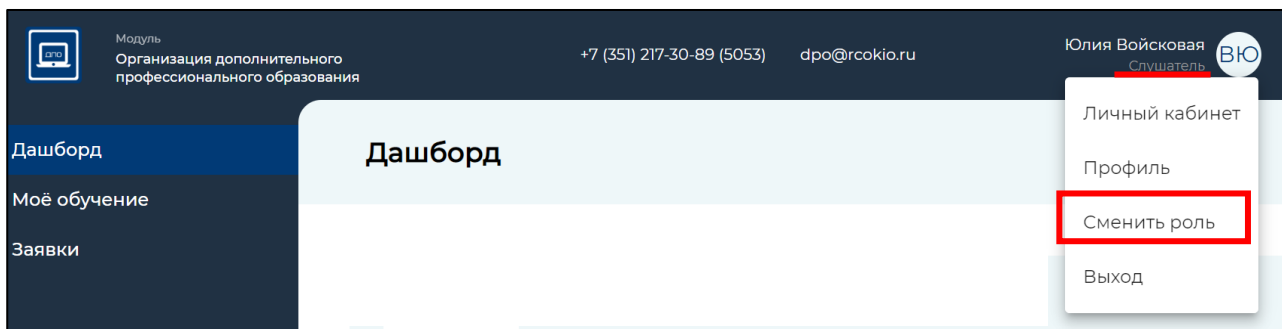 дпо
Модуль
Организация дополнительного
профессионального образования
+7 (351) 217-30-89 (5053)
dpo@rcokio.ru
Юлия Войсковая
Слушатель
ВЮ
Дашборд
Моё обучение
Заявки
Дашборд
Личный кабинет
Профиль
Сменить роль
Выход